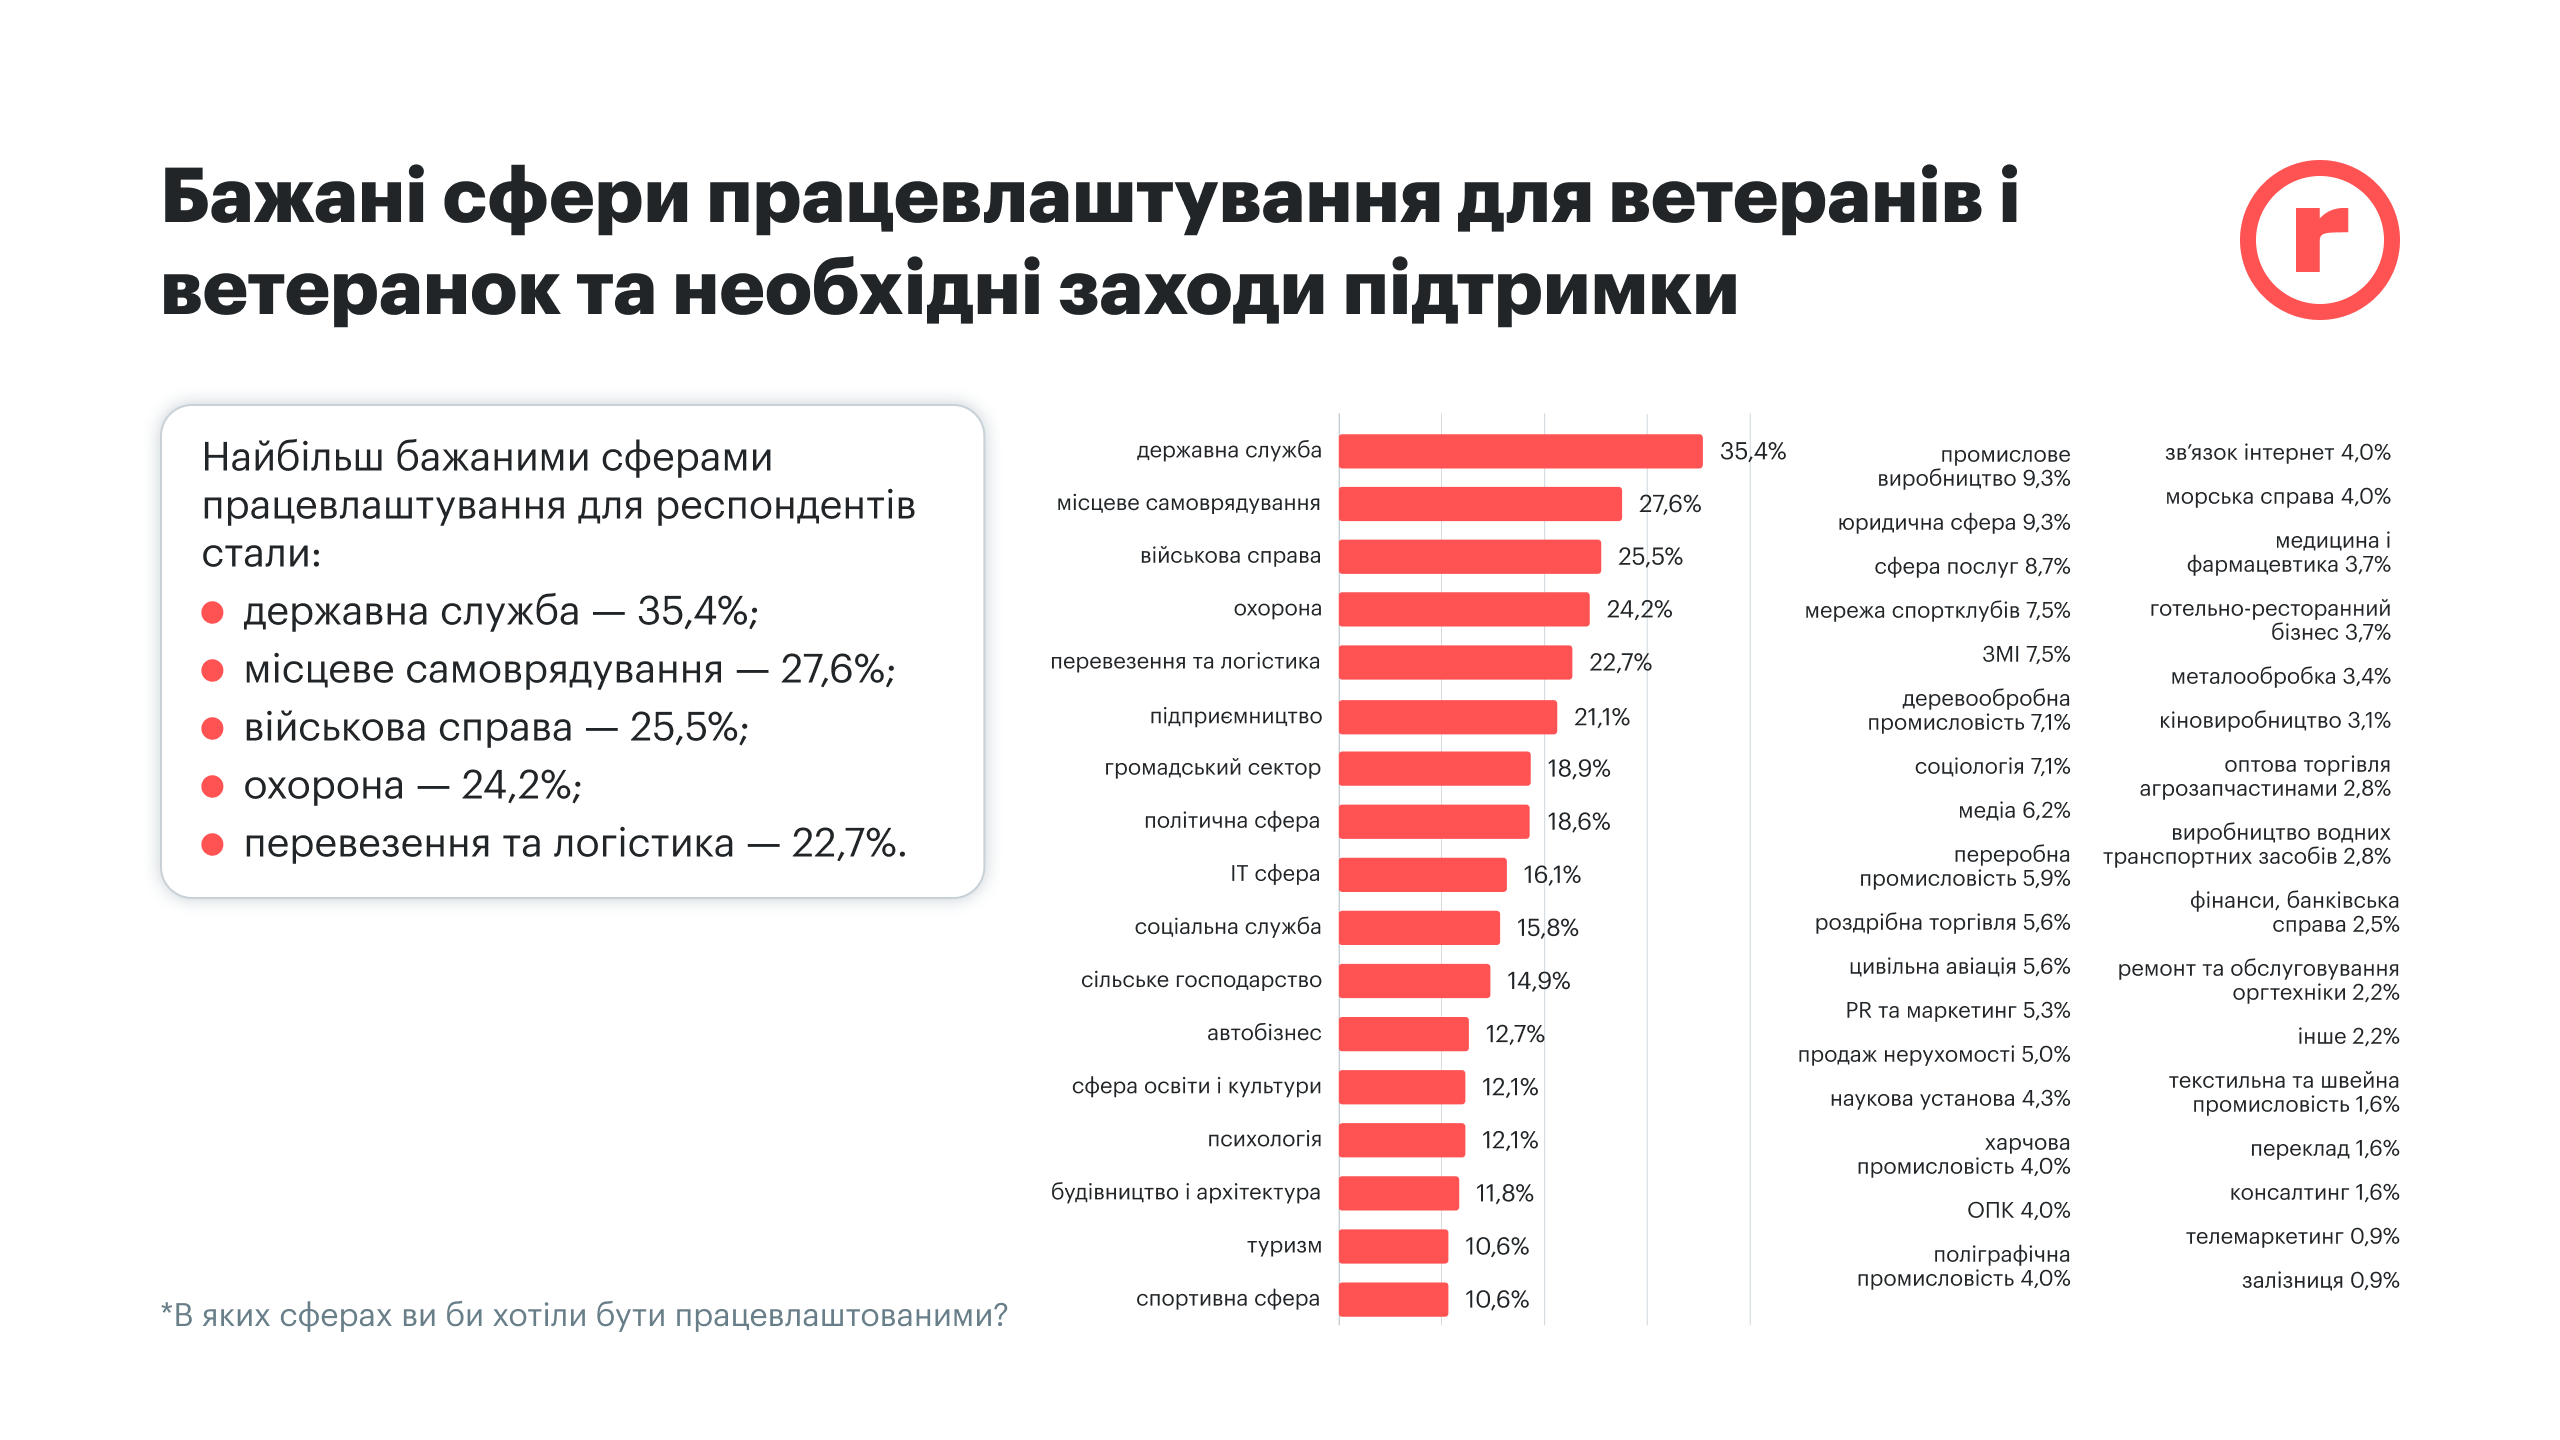 Бажані сфери працевлаштування для ветеранів і
ветеранок та необхідні заходи підтримки
r
Найбільш бажаними сферами
працевлаштування для респондентів
стали:
державна служба — 35,4%;
місцеве самоврядування — 27,6%;
військова справа — 25,5%;
охорона — 24,2%;
перевезення та логістика — 22,7%.
*В яких сферах ви би хотіли бути працевлаштованими?
державна служба 35,4%
місцеве самоврядування 27,6%
військова справа 25,5%
охорона 24,2%
перевезення та логістика 22,7%
підприємництво 21,1%
громадський сектор 18,9%
політична сфера 18,6%
ІТ сфера 16,1%
соціальна служба 15,8%
сільське господарство 14,9%
автобізнес 12,7%
сфера освіти і культури 12,1%
психологія 12,1%
будівництво і архітектура 11,8%
туризм 10,6%
спортивна сфера 10,6%
промислове
виробництво 9,3%
юридична сфера 9,3%
сфера послуг 8,7%
мережа спортклубів 7,5%
ЗМІ 7,5%
деревообробна
промисловість 7,1%
соціологія 7,1%
медіа 6,2%
переробна
промисловість 5,9%
роздрібна торгівля 5,6%
цивільна авіація 5,6%
PR та маркетинг 5,3%
продаж нерухомості 5,0%
наукова установа 4,3%
харчова
промисловість 4,0%
ОПК 4,0%
поліграфічна
промисловість 4,0%
зв’язок інтернет 4,0%
морська справа 4,0%
медицина і
фармацевтика 3,7%
готельно-ресторанний
бізнес 3,7%
металообробка 3,4%
кіновиробництво 3,1%
оптова торгівля
агрозапчастинами 2,8%
виробництво водних
транспортних засобів 2,8%
фінанси, банківська
справа 2,5%
ремонт та обслуговування
оргтехніки 2,2%
інше 2,2%
текстильна та швейна
промисловість 1,6%
переклад 1,6%
консалтинг 1,6%
телемаркетинг 0,9%
залізниця 0,9%